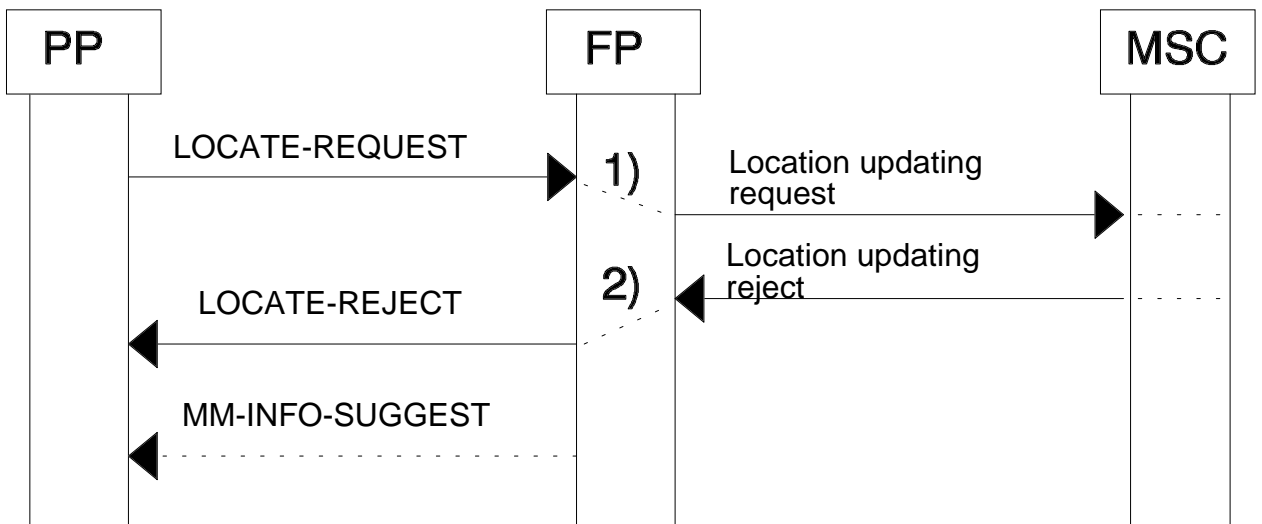 PP
FP
MSC
LOCATE-REQUEST
1)
Location updating
request
Location updating
reject
2)
LOCATE-REJECT
MM-INFO-SUGGEST